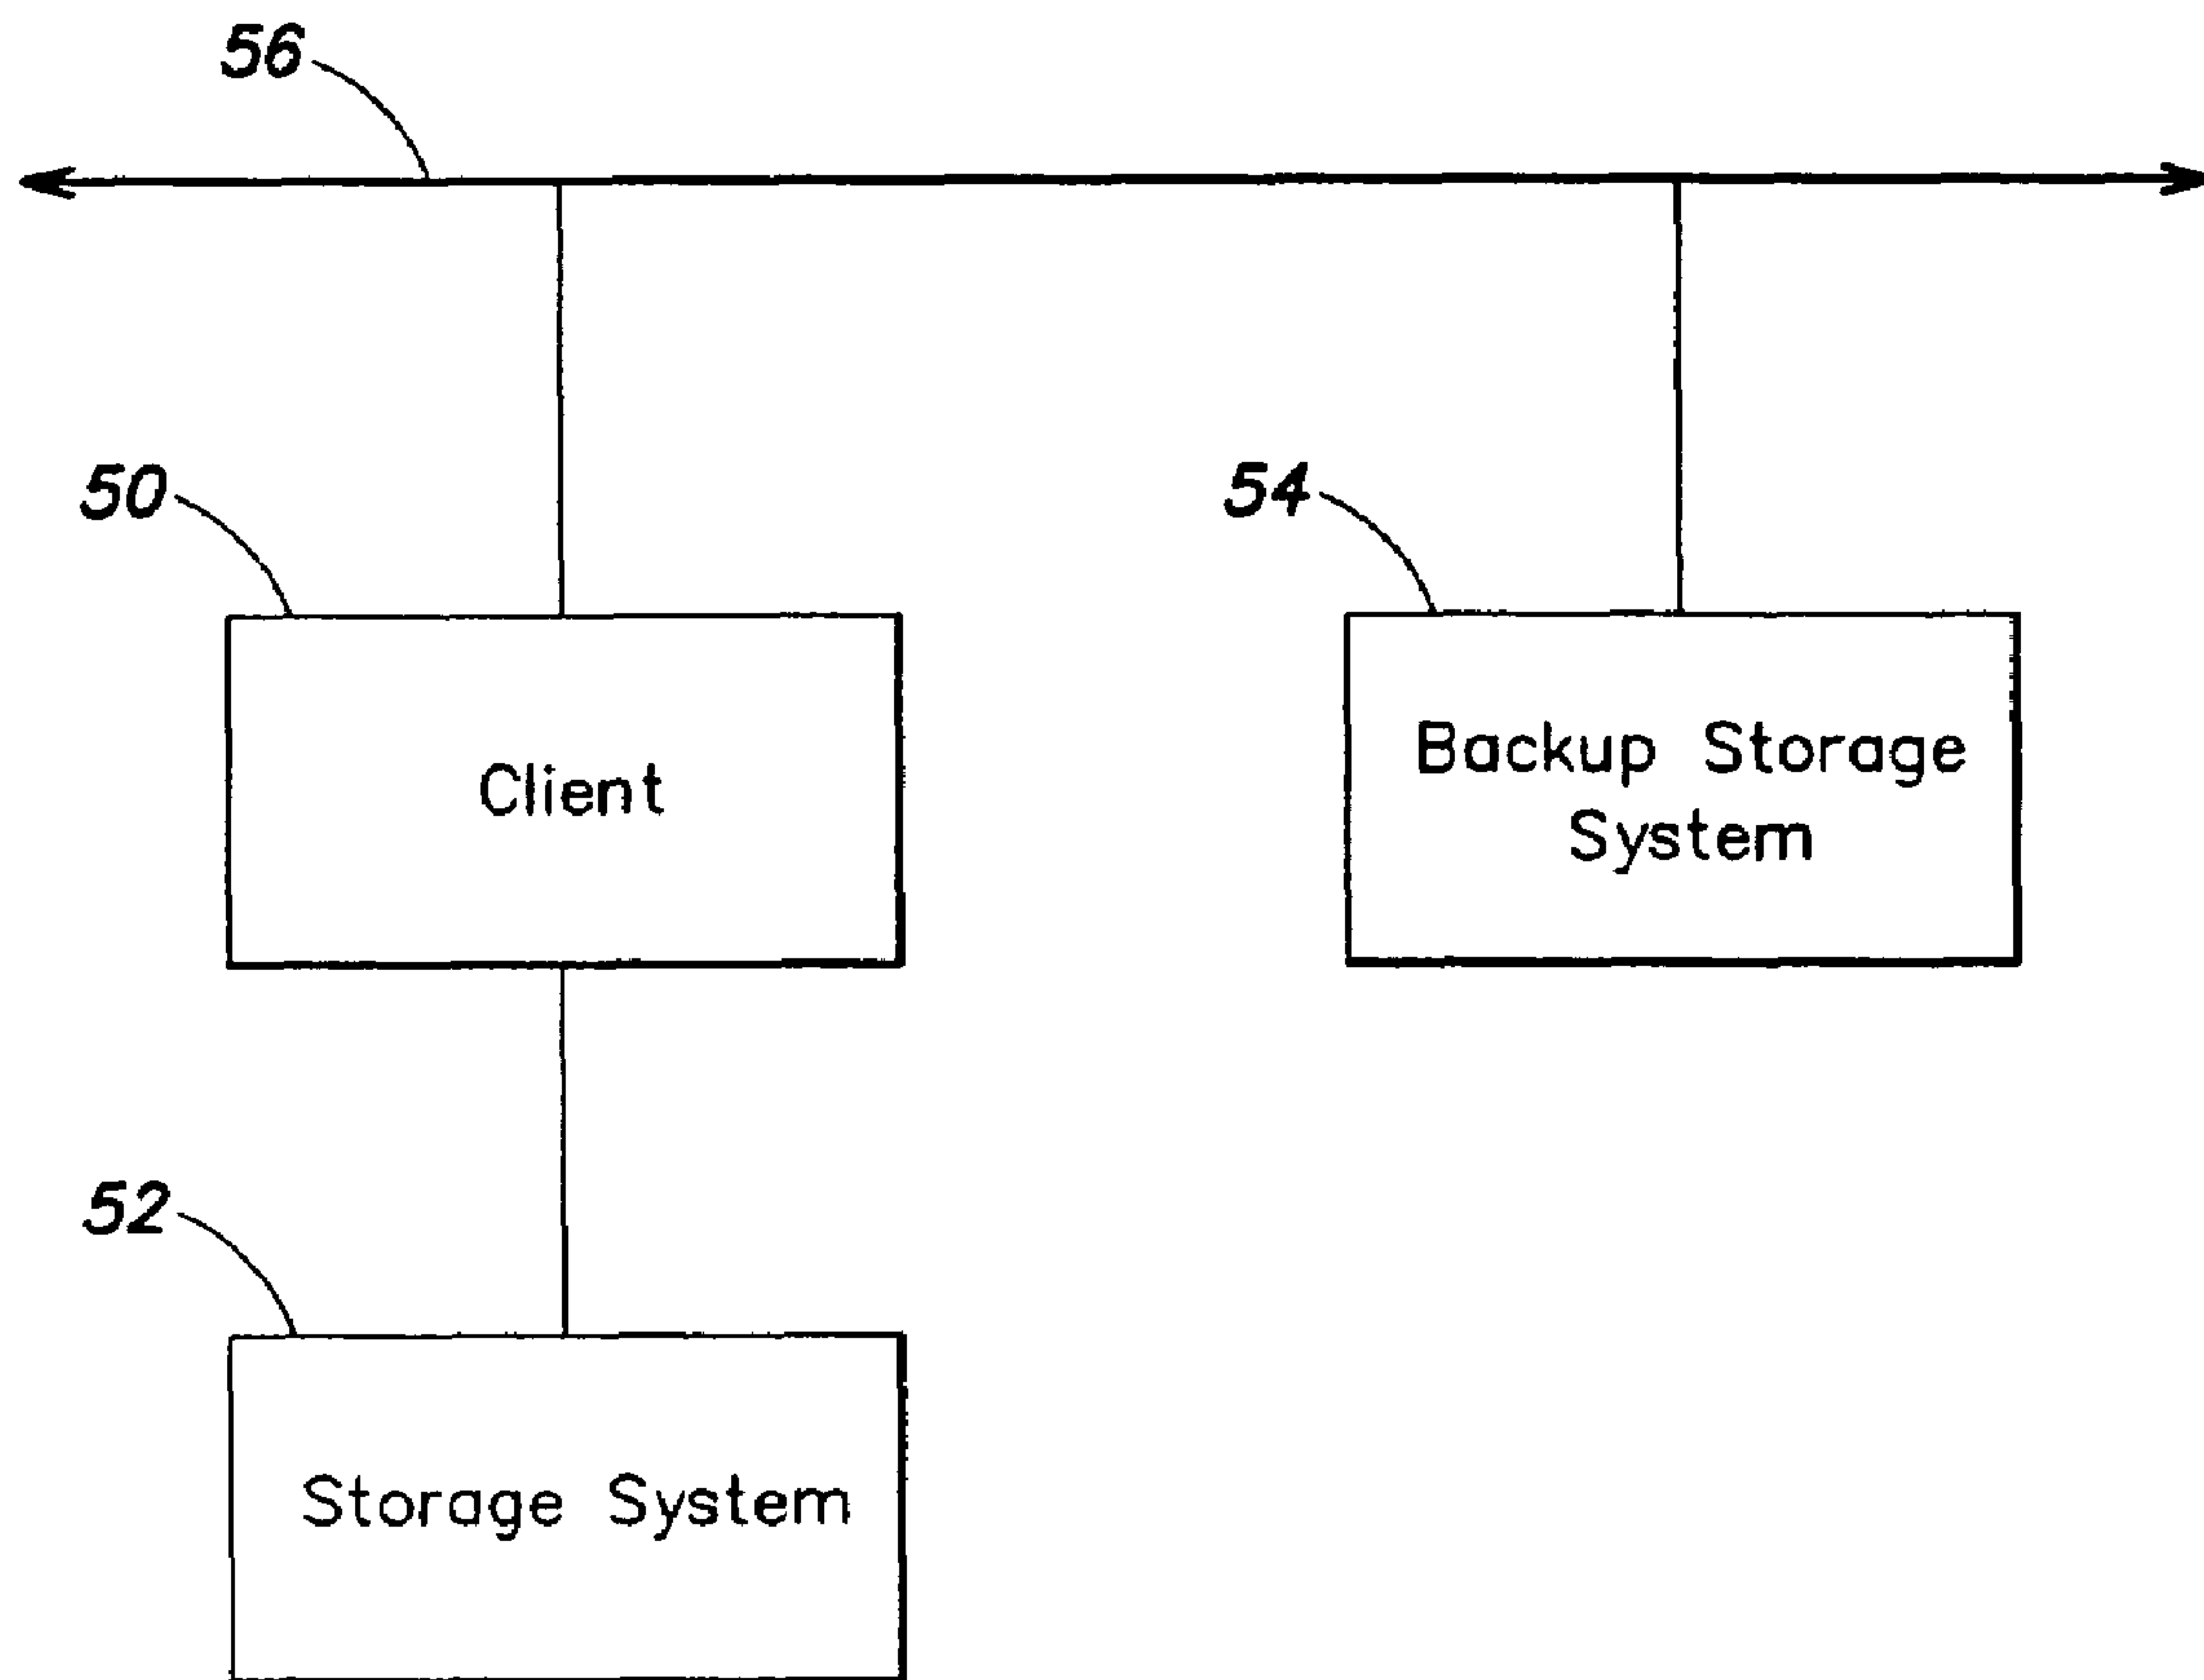 56
50
54
Client
Backup Storage
System
52
Storage System